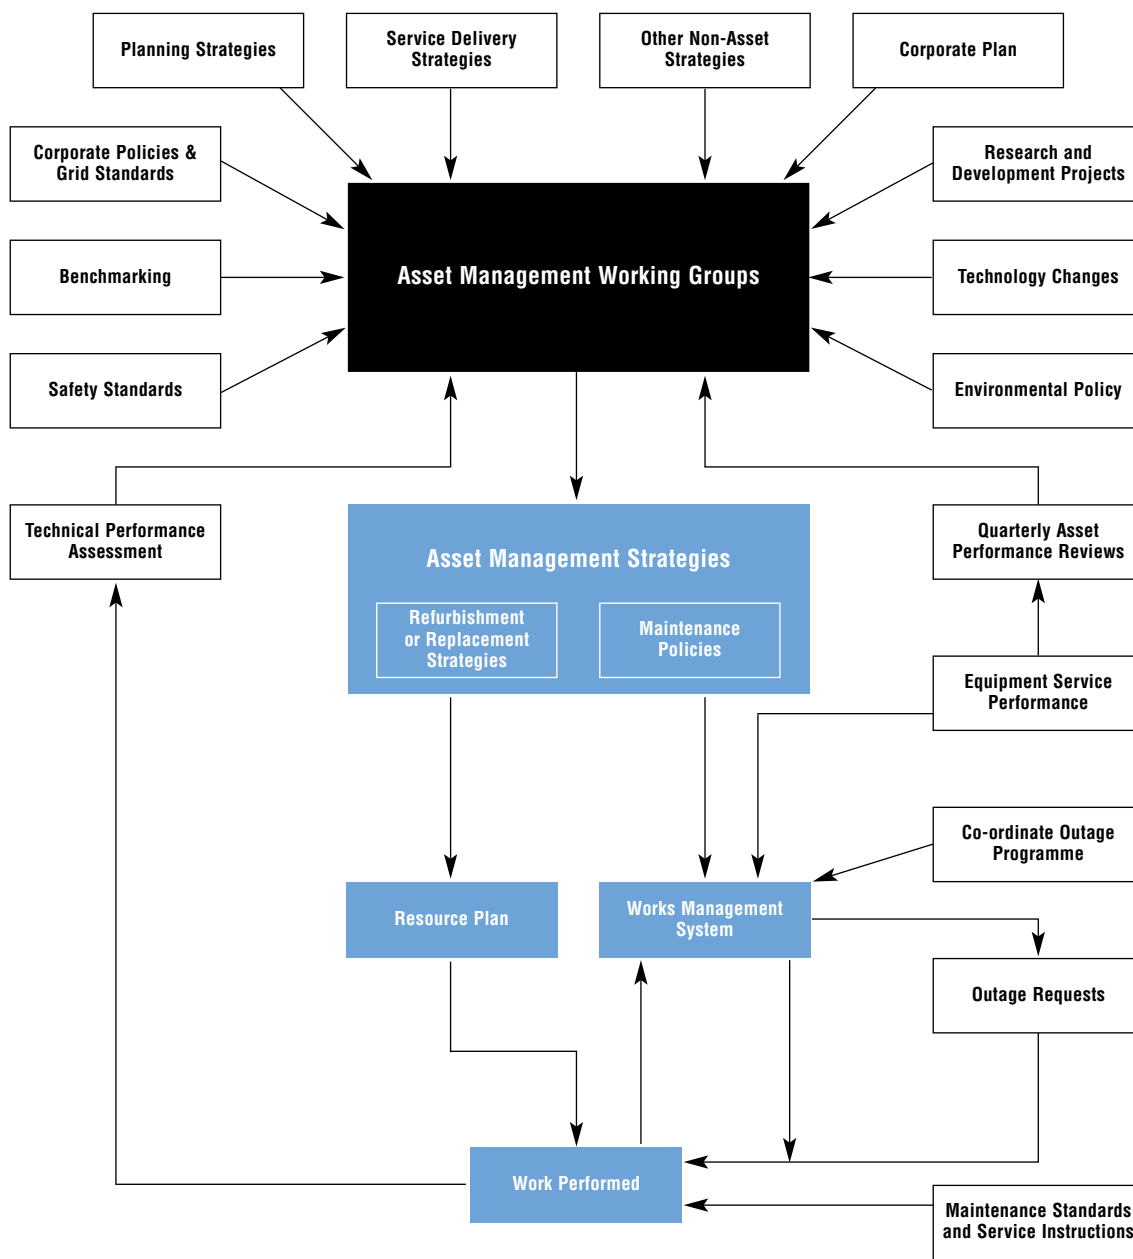 Planning Strategies
Service Delivery
Strategies
Other Non-Asset
Strategies
Corporate Plan
Corporate Policies &
Grid Standards
Research and
Development Projects
Benchmarking
Asset Management Working Groups
Technology Changes
Safety Standards
Environmental Policy
Technical Performance
Assessment
Asset Management Strategies
Quarterly Asset
Performance Reviews
Refurbishment
or Replacement
Strategies
Maintenance
Policies
Equipment Service
Performance
Co-ordinate Outage
Programme
Resource Plan
Works Management
System
Outage Requests
Work Performed
Maintenance Standards
and Service Instructions